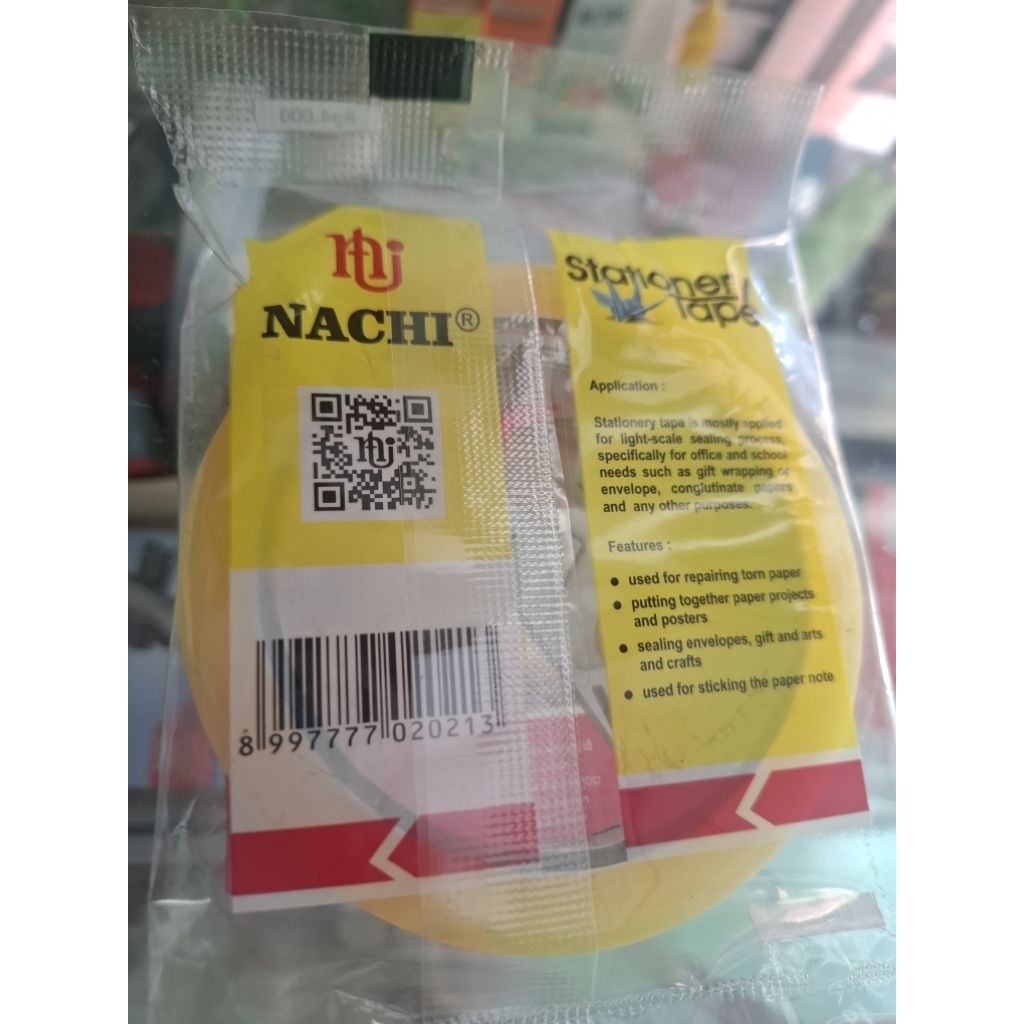 NACHI®
8 997777 020213
Stationery
Tape
Application :
Stationery tape is mostly applied
for light-scale sealing process,
specifically for office and school
needs such as gift wrapping or
envelope, conglutinate papers
and any other purposes.
Features :
● used for repairing torn paper
● putting together paper projects
and posters
● sealing envelopes, gift and arts
and crafts
● used for sticking the paper note